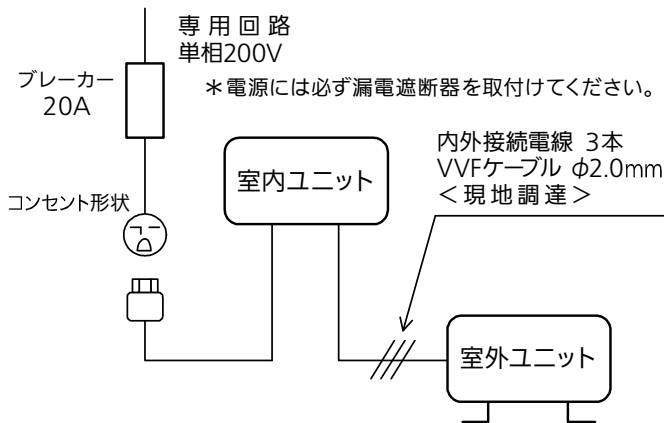 専用回路
単相200V
ブレーカー
20A
＊電源には必ず漏電遮断器を取付けてください。
内外接続電線 3本
VVFケーブル φ2.0mm
＜現地調達＞
室内ユニット
コンセント形状
室外ユニット